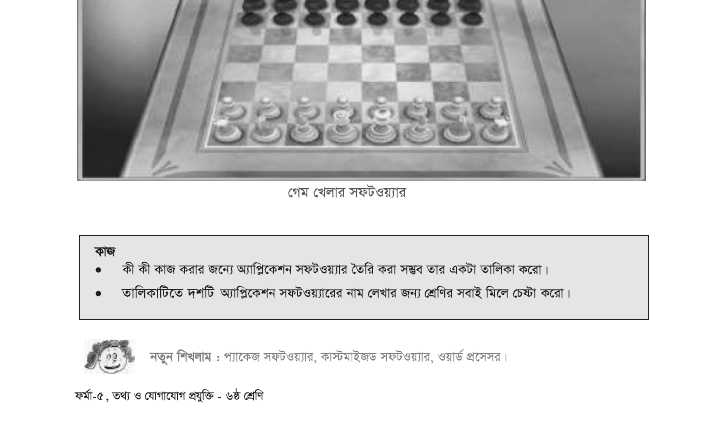 গেম খেলার সফটওয়্যার
কাজ
• কী কী কাজ করার জন্যে অ্যাপ্লিকেশন সফটওয়্যার তৈরি করা সম্ভব তার একটা তালিকা করো।
• তালিকাটিতে দশটি অ্যাপ্লিকেশন সফটওয়্যারের নাম লেখার জন্য শ্রেণির সবাই মিলে চেষ্টা করো।
নতুন শিখলাম : প্যাকেজ সফটওয়্যার, কাস্টমাইজড সফটওয়্যার, ওয়ার্ড প্রসেসর।
ফর্মা-৫, তথ্য ও যোগাযোগ প্রযুক্তি - ৬ষ্ঠ শ্রেণি